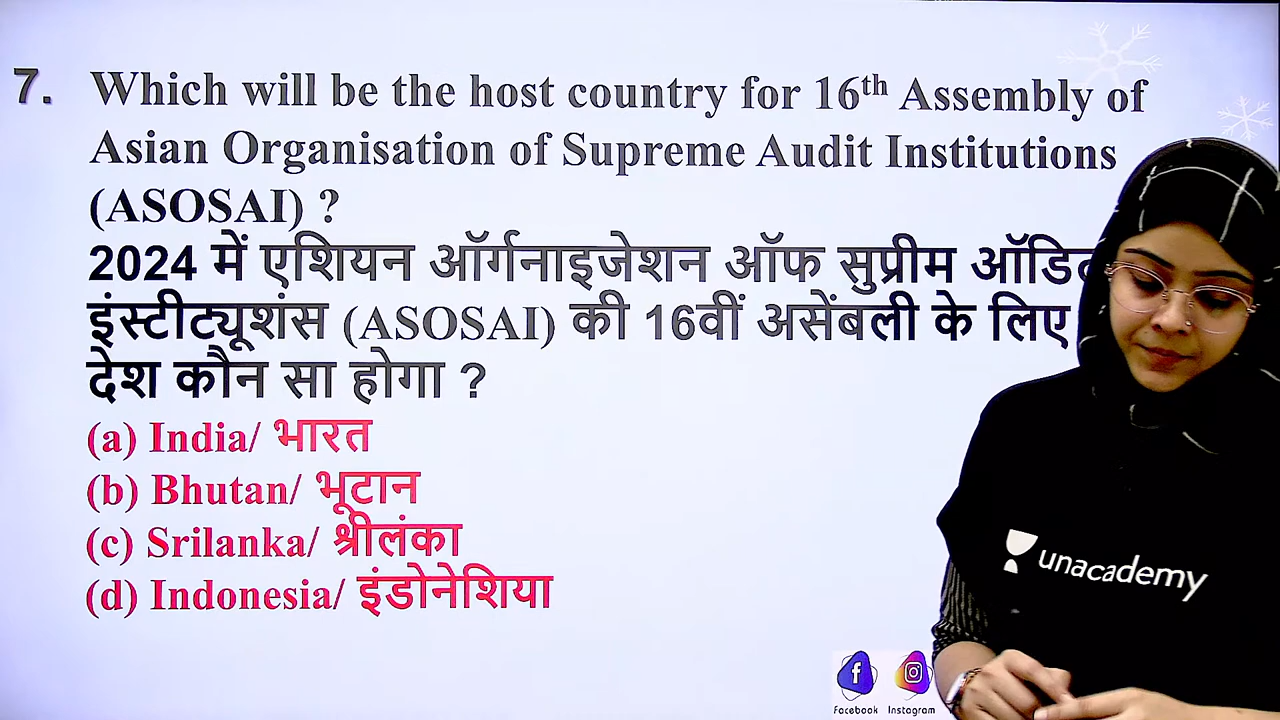 7. Which will be the host country for 16th Assembly of
Asian Organisation of Supreme Audit Institutions
(ASOSAI) ?
2024 में एशियन ऑर्गनाइजेशन ऑफ सुप्रीम
इंस्टीट्यूशंस (ASOSAI) की 16वीं असेंबली के लिए
देश कौन सा होगा ?
(a) India/ भारत
(b) Bhutan/ भूटान
(c) Srilanka/ श्रीलंका
(d) Indonesia/ इंडोनेशिया
unacademy
Facebook Instagram